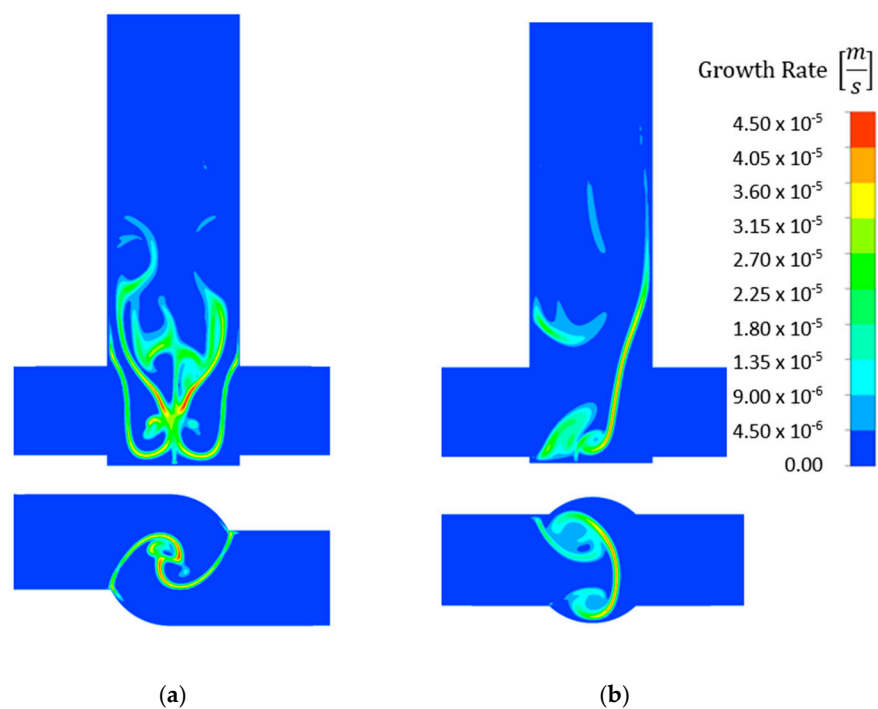 Growth Rate [m/s]
4.50 x 10⁻⁵
4.05 x 10⁻⁵
3.60 x 10⁻⁵
3.15 x 10⁻⁵
2.70 x 10⁻⁵
2.25 x 10⁻⁵
1.80 x 10⁻⁵
1.35 x 10⁻⁵
9.00 x 10⁻⁶
4.50 x 10⁻⁶
0.00
(a) (b)